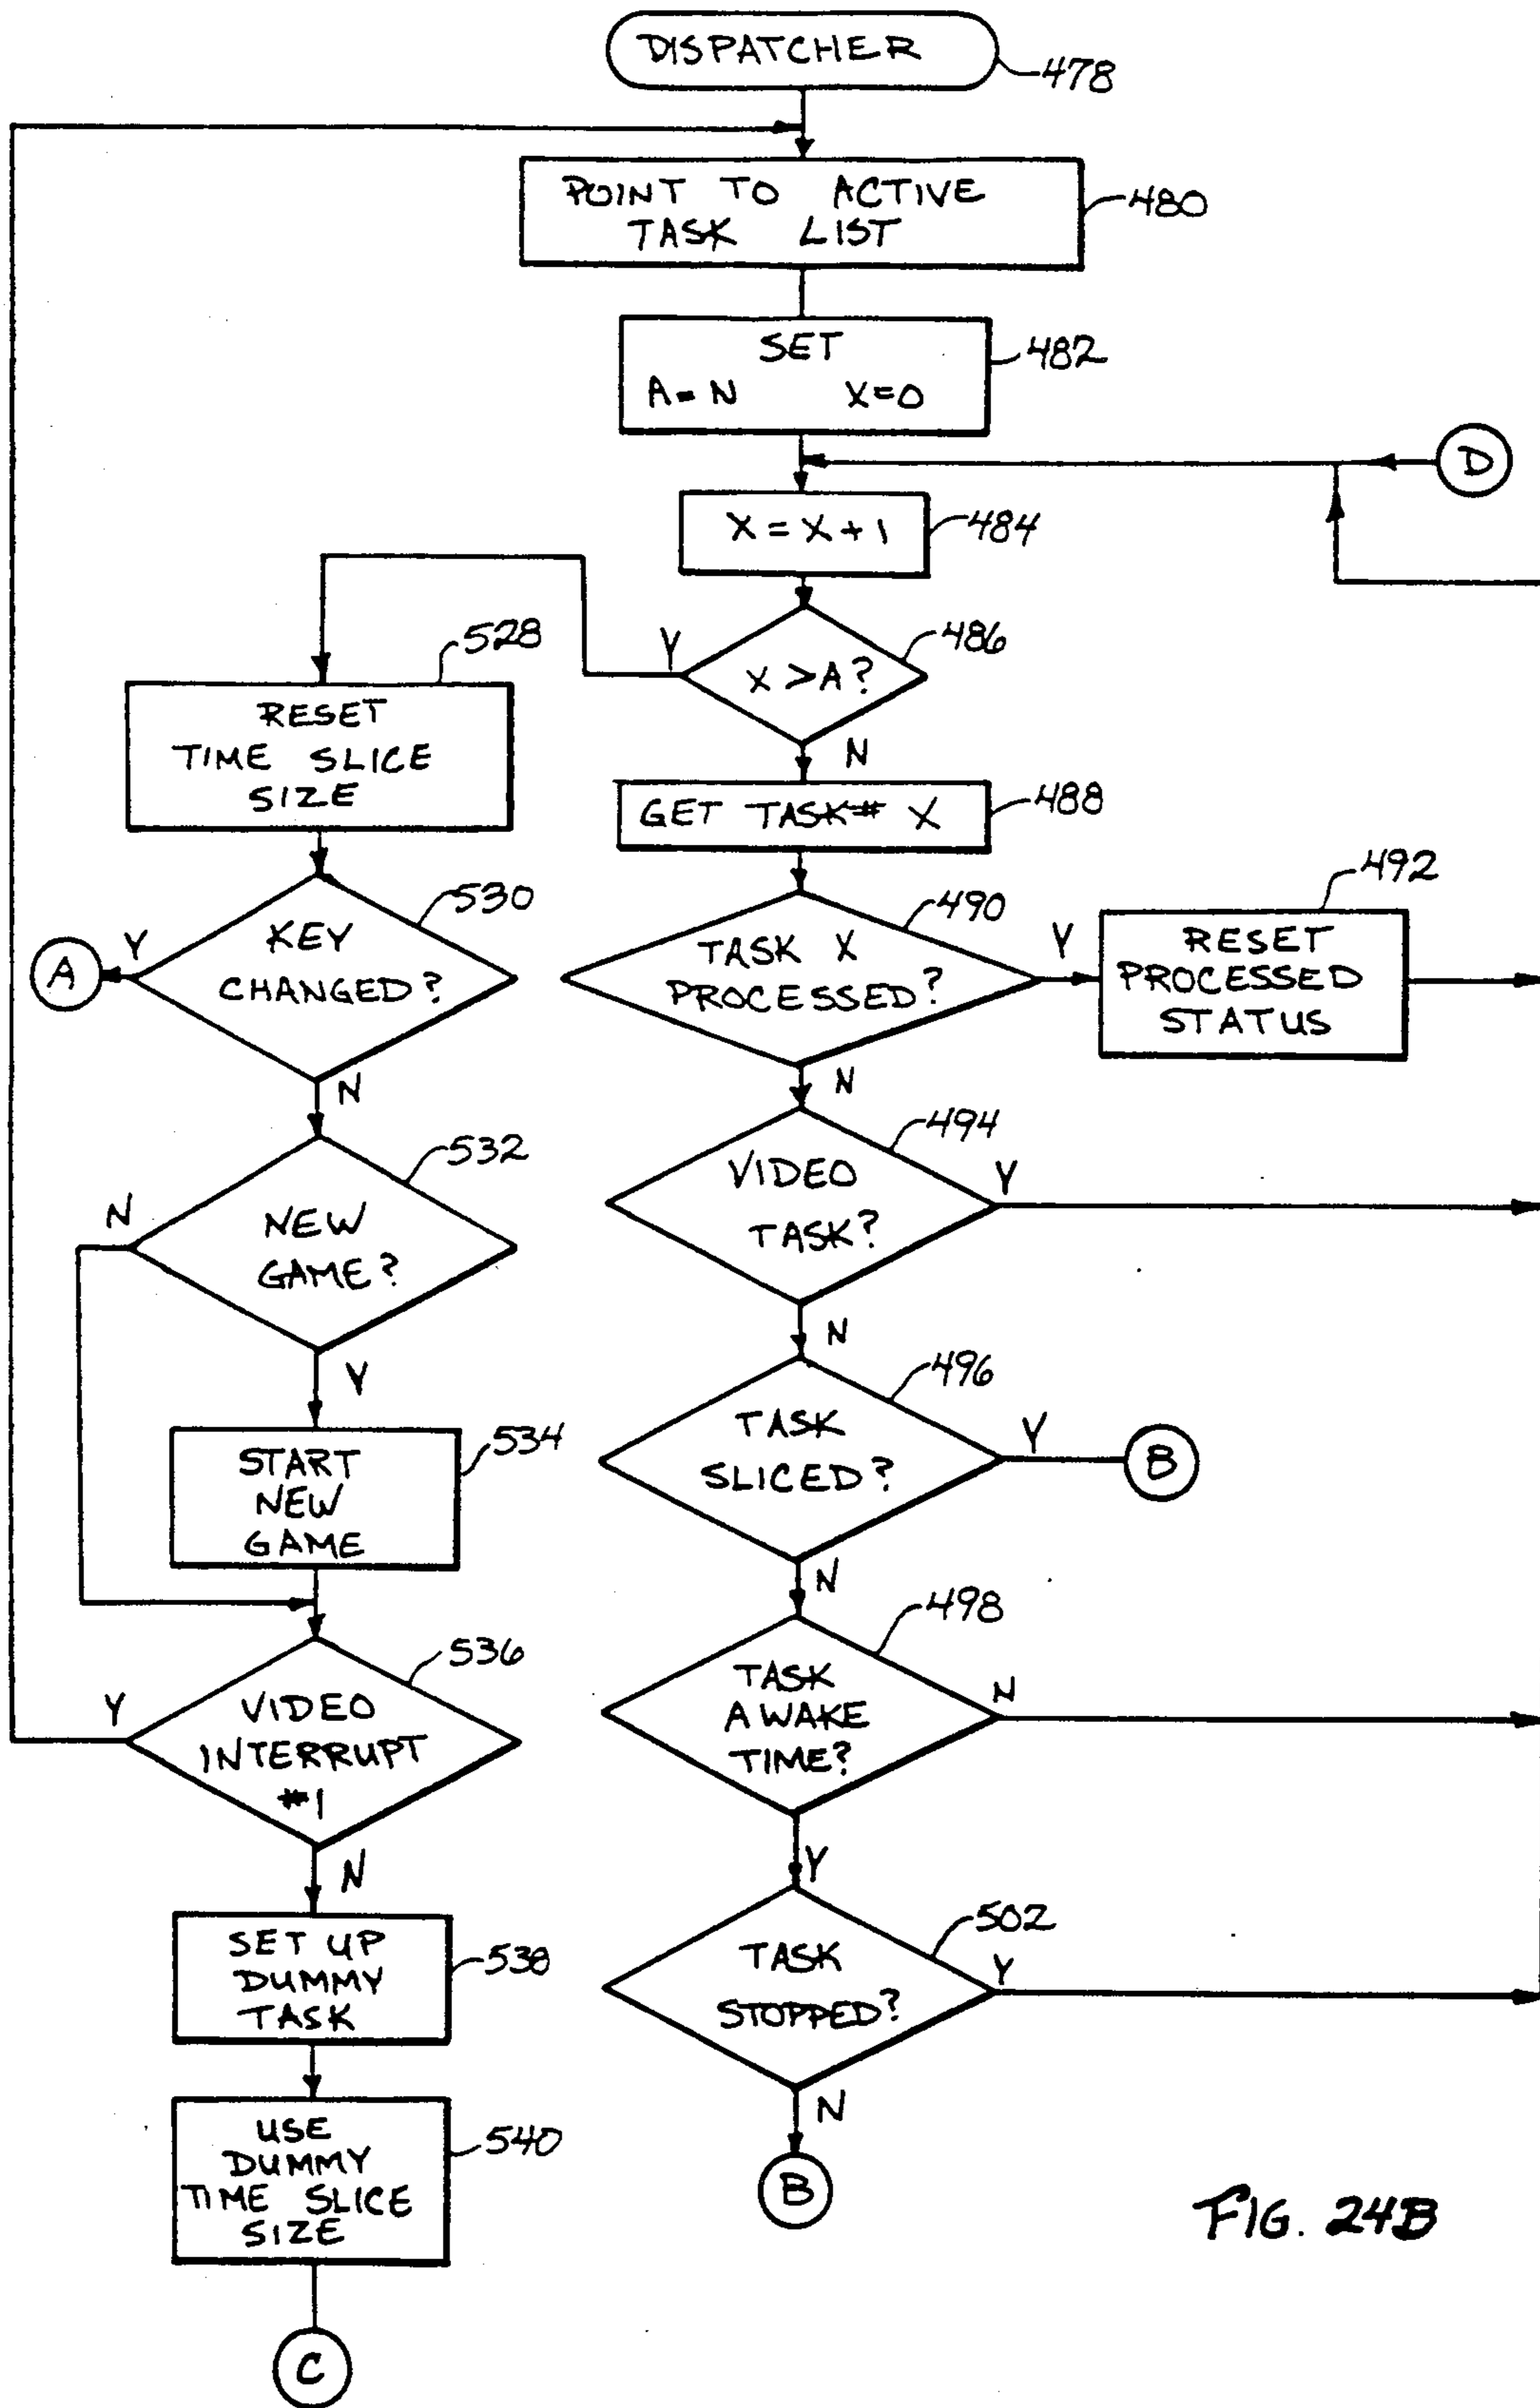 DISPATCHER
478
POINT TO ACTIVE
TASK LIST
480
SET
A=N X=0
482
D
X=X+1
484
X>A?
486
Y
N
528
RESET
TIME SLICE
SIZE
GET TASK# X
488
KEY
CHANGED?
530
Y
A
N
TASK X
PROCESSED?
490
Y
N
492
RESET
PROCESSED
STATUS
NEW
GAME?
532
N
Y
VIDEO
TASK?
494
Y
N
START
NEW
GAME
534
TASK
SLICED?
496
Y
B
N
VIDEO
INTERRUPT
#1
536
Y
N
TASK
AWAKE
TIME?
498
N
Y
SET UP
DUMMY
TASK
538
TASK
STOPPED?
502
Y
N
B
USE
DUMMY
TIME SLICE
SIZE
540
C
FIG. 24B